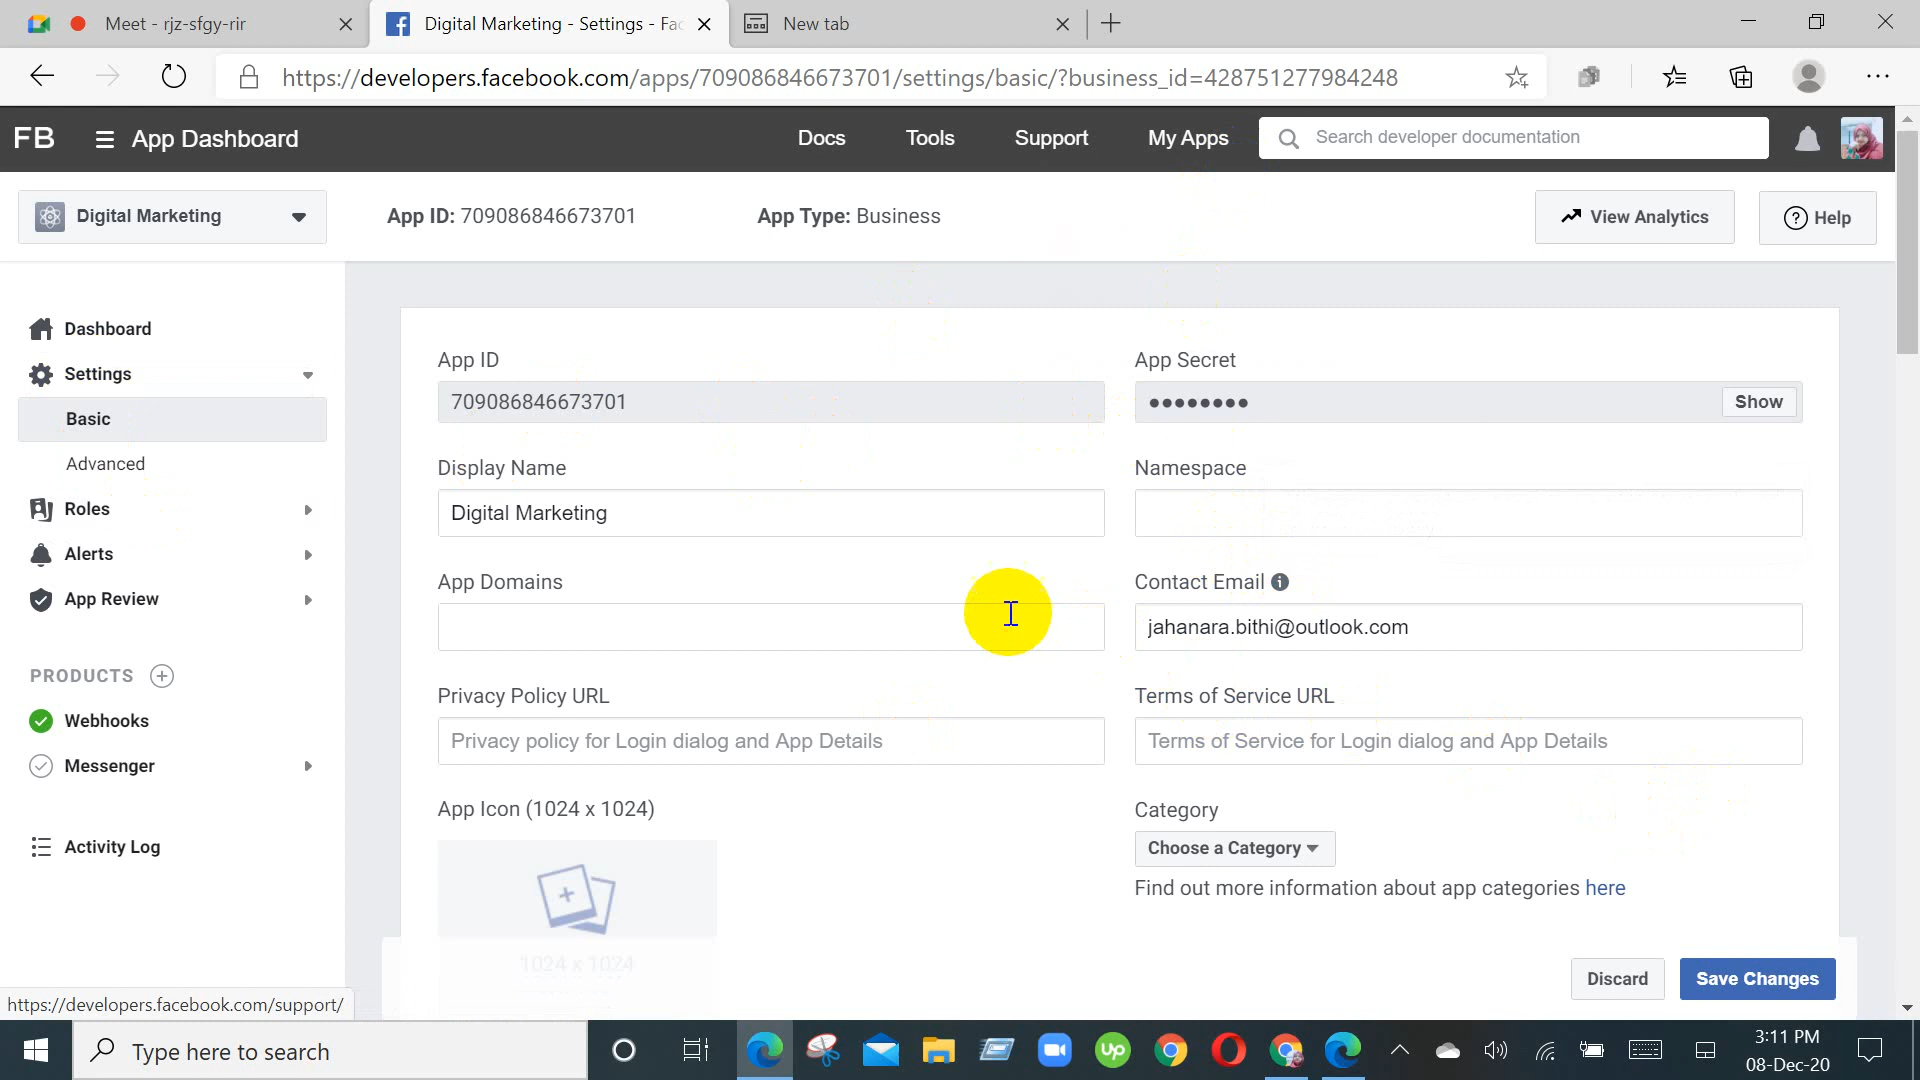 Meet - rjz-sfgy-rir
Digital Marketing - Settings - Fac
New tab
https://developers.facebook.com/apps/709086846673701/settings/basic/?business_id=428751277984248
FB
App Dashboard
Docs
Tools
Support
My Apps
Search developer documentation
Digital Marketing
App ID: 709086846673701
App Type: Business
View Analytics
Help
Dashboard
Settings
Basic
Advanced
Roles
Alerts
App Review
PRODUCTS
Webhooks
Messenger
Activity Log
App ID
709086846673701
App Secret
••••••••
Show
Display Name
Digital Marketing
Namespace
App Domains
Contact Email
jahanara.bithi@outlook.com
Privacy Policy URL
Privacy policy for Login dialog and App Details
Terms of Service URL
Terms of Service for Login dialog and App Details
App Icon (1024 x 1024)
1024 x 1024
Category
Choose a Category
Find out more information about app categories here
Discard
Save Changes
https://developers.facebook.com/support/
Type here to search
Up
3:11 PM
08-Dec-20